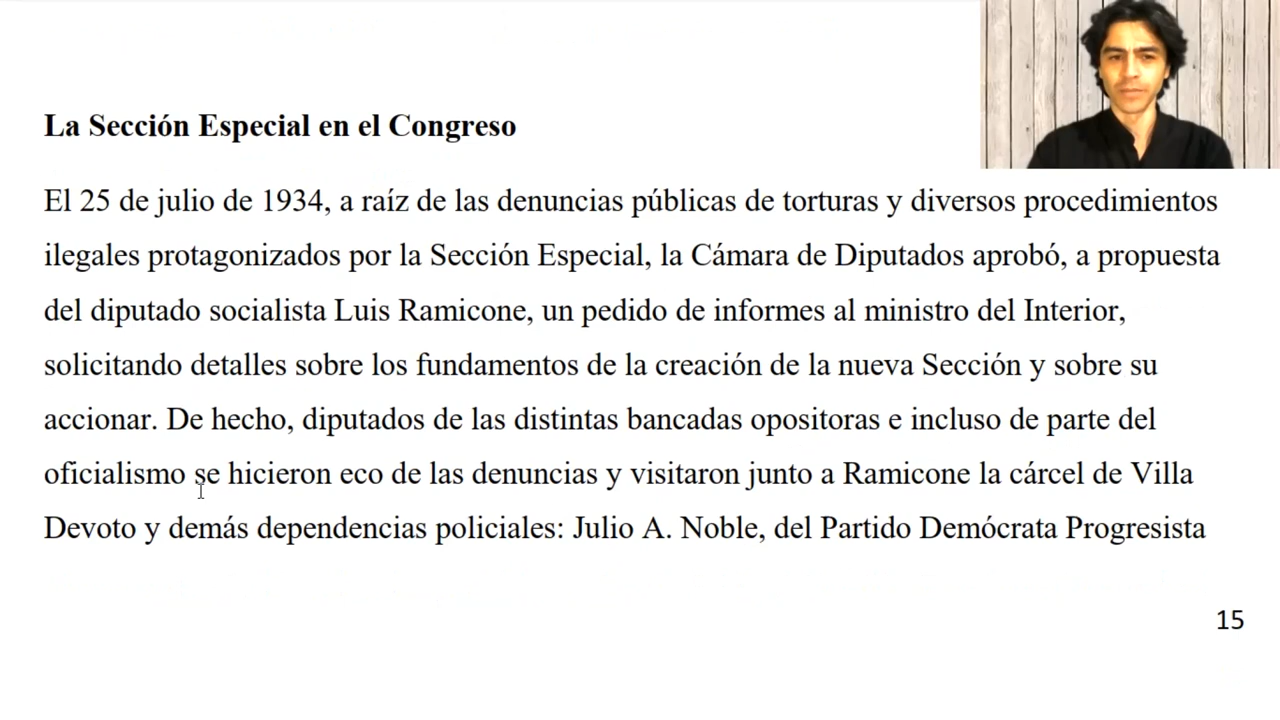 La Sección Especial en el Congreso
El 25 de julio de 1934, a raíz de las denuncias públicas de torturas y diversos procedimientos
ilegales protagonizados por la Sección Especial, la Cámara de Diputados aprobó, a propuesta
del diputado socialista Luis Ramicone, un pedido de informes al ministro del Interior,
solicitando detalles sobre los fundamentos de la creación de la nueva Sección y sobre su
accionar. De hecho, diputados de las distintas bancadas opositoras e incluso de parte del
oficialismo se hicieron eco de las denuncias y visitaron junto a Ramicone la cárcel de Villa
Devoto y demás dependencias policiales: Julio A. Noble, del Partido Demócrata Progresista
15